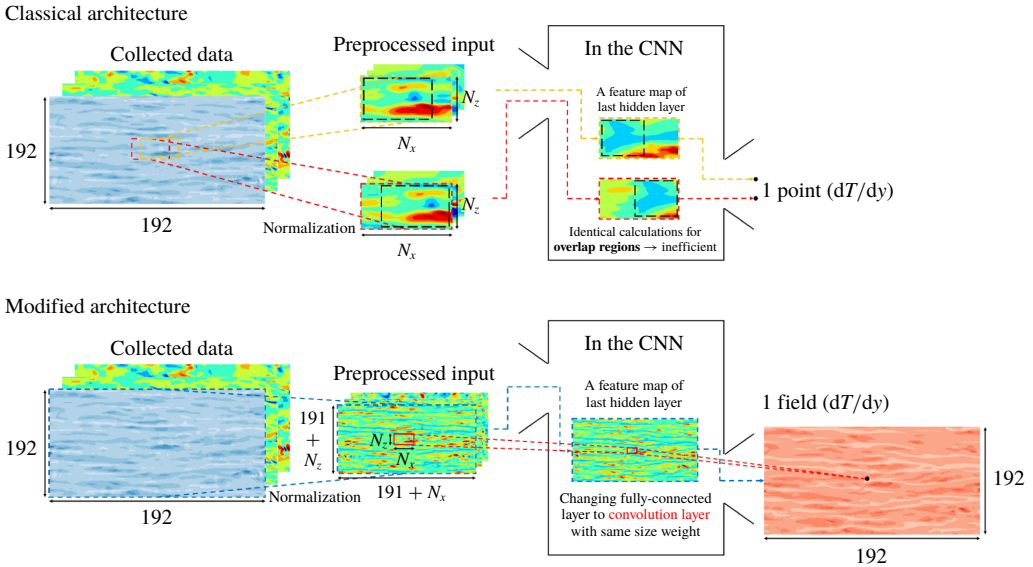 Classical architecture
Collected data
Preprocessed input
In the CNN
192
192
Normalization
N_z
N_x
N_z
N_x
A feature map of
last hidden layer
Identical calculations for
overlap regions → inefficient
1 point (dT/dy)
Modified architecture
Collected data
Preprocessed input
In the CNN
192
192
Normalization
191
+
N_z
N_z
N_x
191 + N_x
A feature map of
last hidden layer
Changing fully-connected
layer to convolution layer
with same size weight
1 field (dT/dy)
192
192